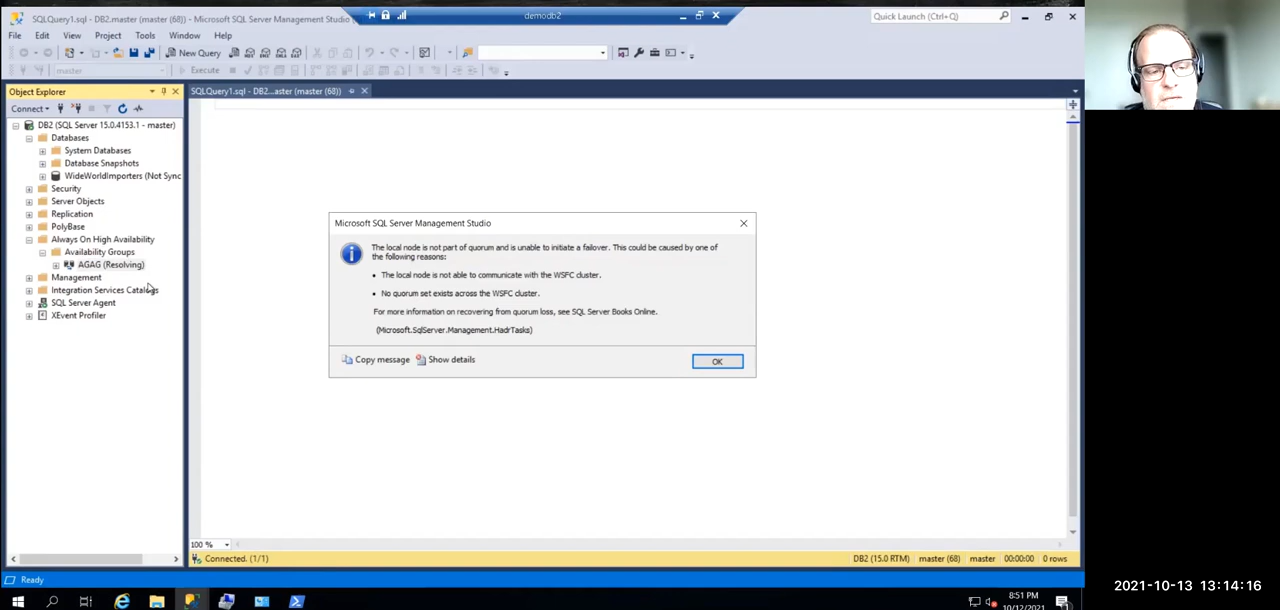 SQLQuery1.sql - DB2.master (master (68)) - Microsoft SQL Server Management Studio
demodb2
Quick Launch (Ctrl+Q)
File Edit View Project Tools Window Help
New Query
master
Execute
Object Explorer
SQLQuery1.sql - DB2...aster (master (68))
Connect
DB2 (SQL Server 15.0.4153.1 - master)
Databases
System Databases
Database Snapshots
WideWorldImporters (Not Sync
Security
Server Objects
Replication
PolyBase
Always On High Availability
Availability Groups
AGAG (Resolving)
Management
Integration Services Catalogs
SQL Server Agent
XEvent Profiler
Microsoft SQL Server Management Studio
The local node is not part of quorum and is unable to initiate a failover. This could be caused by one of
the following reasons:
• The local node is not able to communicate with the WSFC cluster.
• No quorum set exists across the WSFC cluster.
For more information on recovering from quorum loss, see SQL Server Books Online.
(Microsoft.SqlServer.Management.HadrTasks)
Copy message Show details OK
100 %
Connected. (1/1)
DB2 (15.0 RTM) master (68) master 00:00:00 0 rows
Ready
8:51 PM
10/12/2021
2021-10-13 13:14:16